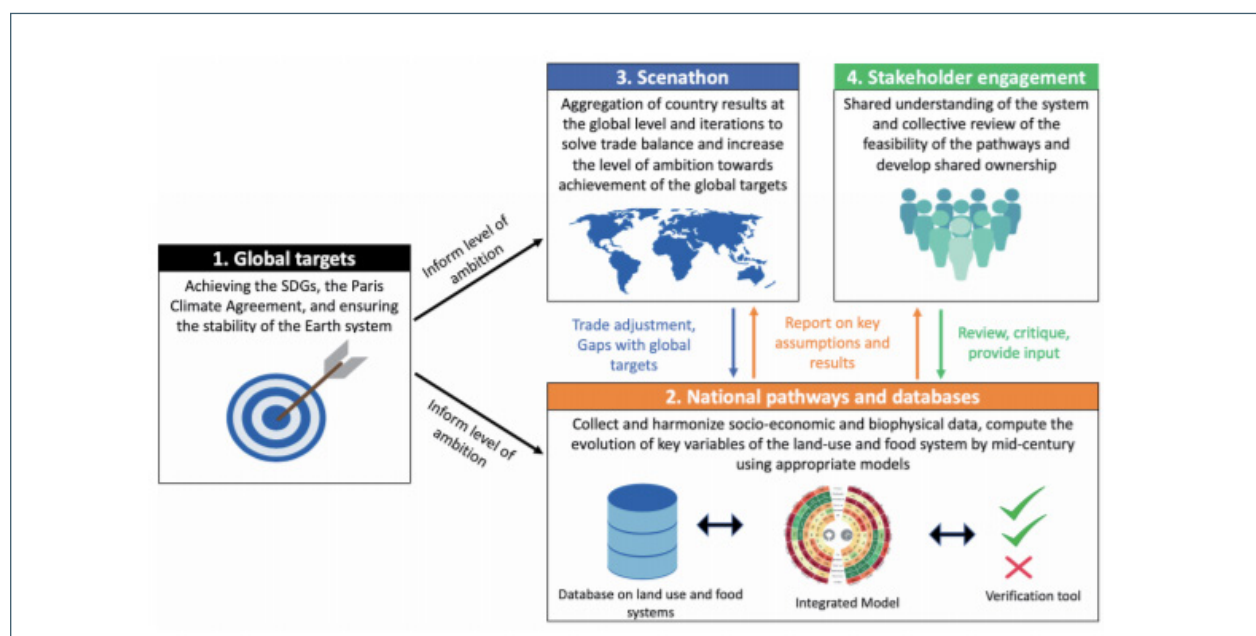 3. Scenathon
Aggregation of country results at
the global level and iterations to
solve trade balance and increase
the level of ambition towards
achievement of the global targets
4. Stakeholder engagement
Shared understanding of the system
and collective review of the
feasibility of the pathways and
develop shared ownership
1. Global targets
Achieving the SDGs, the Paris
Climate Agreement, and ensuring
the stability of the Earth system
Inform level of
ambition
Inform level of
ambition
Trade adjustment,
Gaps with global
targets
Report on key
assumptions and
results
Review, critique,
provide input
2. National pathways and databases
Collect and harmonize socio-economic and biophysical data, compute the
evolution of key variables of the land-use and food system by mid-century
using appropriate models
Database on land use and food
systems
Integrated Model
Verification tool